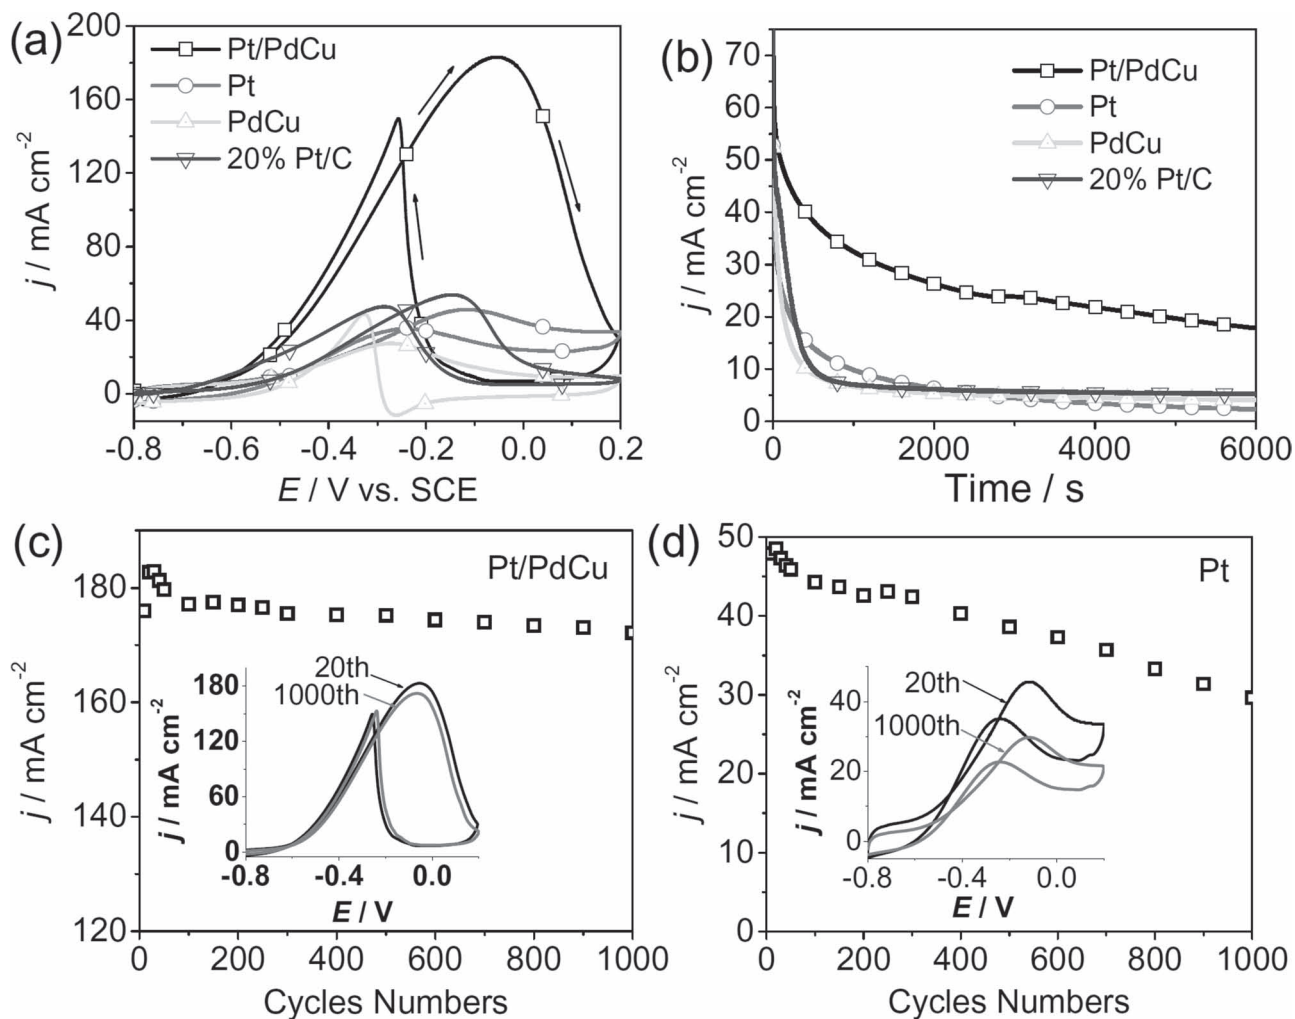 (a)
200
160
120
80
40
0
j / mA cm-2
Pt/PdCu
Pt
PdCu
20% Pt/C
-0.8 -0.6 -0.4 -0.2 0.0 0.2
E / V vs. SCE
(b)
70
60
50
40
30
20
10
0
j / mA cm-2
Pt/PdCu
Pt
PdCu
20% Pt/C
0 2000 4000 6000
Time / s
(c)
180
160
140
120
j / mA cm-2
Pt/PdCu
20th
1000th
180
120
60
0
j / mA cm-2
-0.8 -0.4 0.0
E / V
0 200 400 600 800 1000
Cycles Numbers
(d)
50
40
30
20
10
0
j / mA cm-2
Pt
20th
1000th
40
20
0
j / mA cm-2
-0.8 -0.4 0.0
E / V
0 200 400 600 800 1000
Cycles Numbers